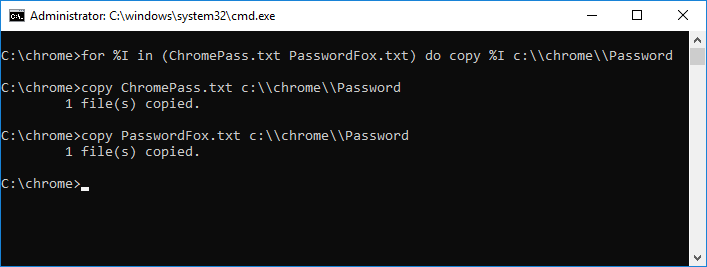 Administrator: C:\windows\system32\cmd.exe
C:\chrome>for %I in (ChromePass.txt PasswordFox.txt) do copy %I c:\\chrome\\Password
C:\chrome>copy ChromePass.txt c:\\chrome\\Password
        1 file(s) copied.
C:\chrome>copy PasswordFox.txt c:\\chrome\\Password
        1 file(s) copied.
C:\chrome>